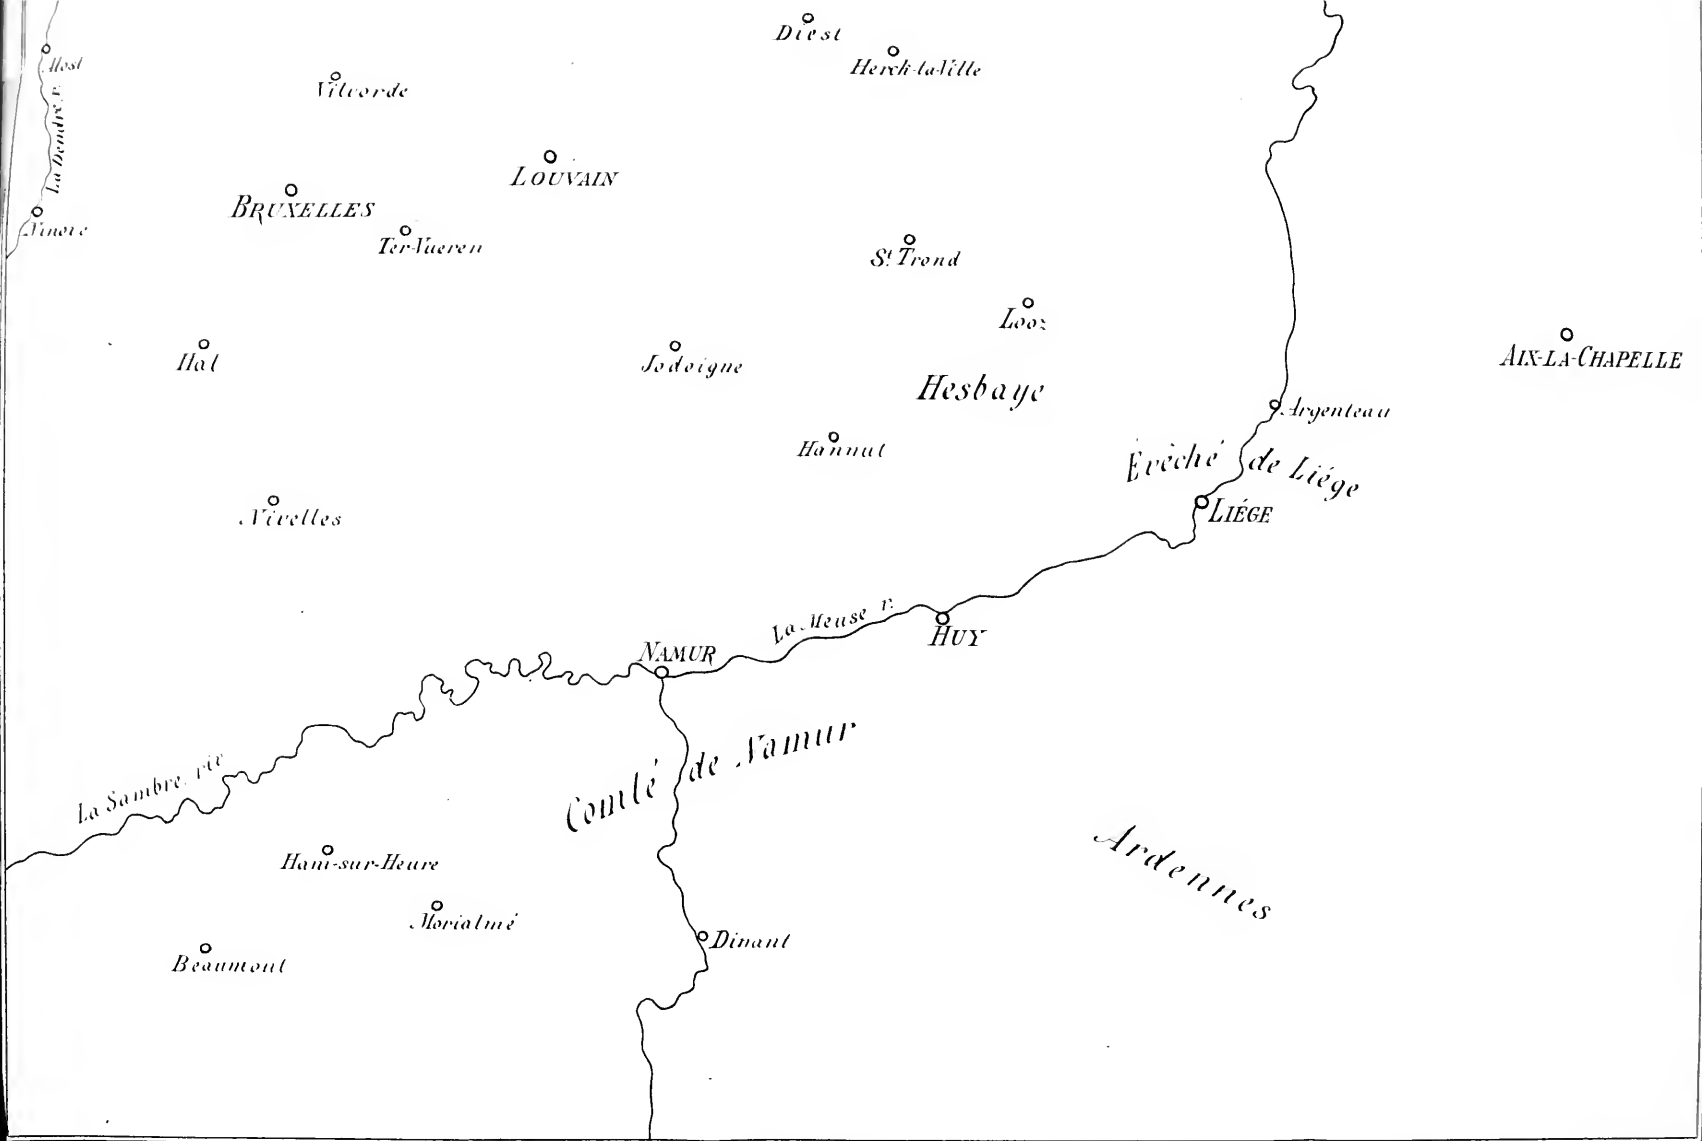 Diest
Herck-la-Ville
Alost
Vilvorde
La Dendre r.
LOUVAIN
BRUXELLES
Ninove
Ter-Vueren
St. Trond
Looz
Hal
Jodoigne
AIX-LA-CHAPELLE
Hesbaye
Argenteau
Hannut
Évêché de Liége
LIÉGE
Nivelles
La Meuse r.
HUY
NAMUR
Comté de Namur
La Sambre riv
Ham-sur-Heure
Ardennes
Morialmé
Dinant
Beaumont